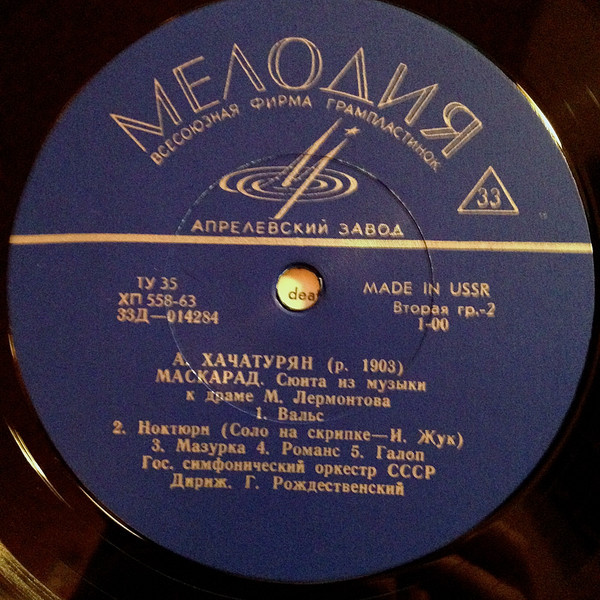 МЕЛОДИЯ
ВСЕСОЮЗНАЯ ФИРМА ГРАМПЛАСТИНОК
33
АПРЕЛЕВСКИЙ ЗАВОД
ТУ 35
ХП 558-63
33Д—014284
dea
MADE IN USSR
Вторая гр.-2
1-00
А. ХАЧАТУРЯН (р. 1903)
МАСКАРАД. Сюита из музыки
к драме М. Лермонтова
1. Вальс
2. Ноктюрн (Соло на скрипке—И. Жук)
3. Мазурка 4. Романс 5. Галоп
Гос. симфонический оркестр СССР
Дириж. Г. Рождественский